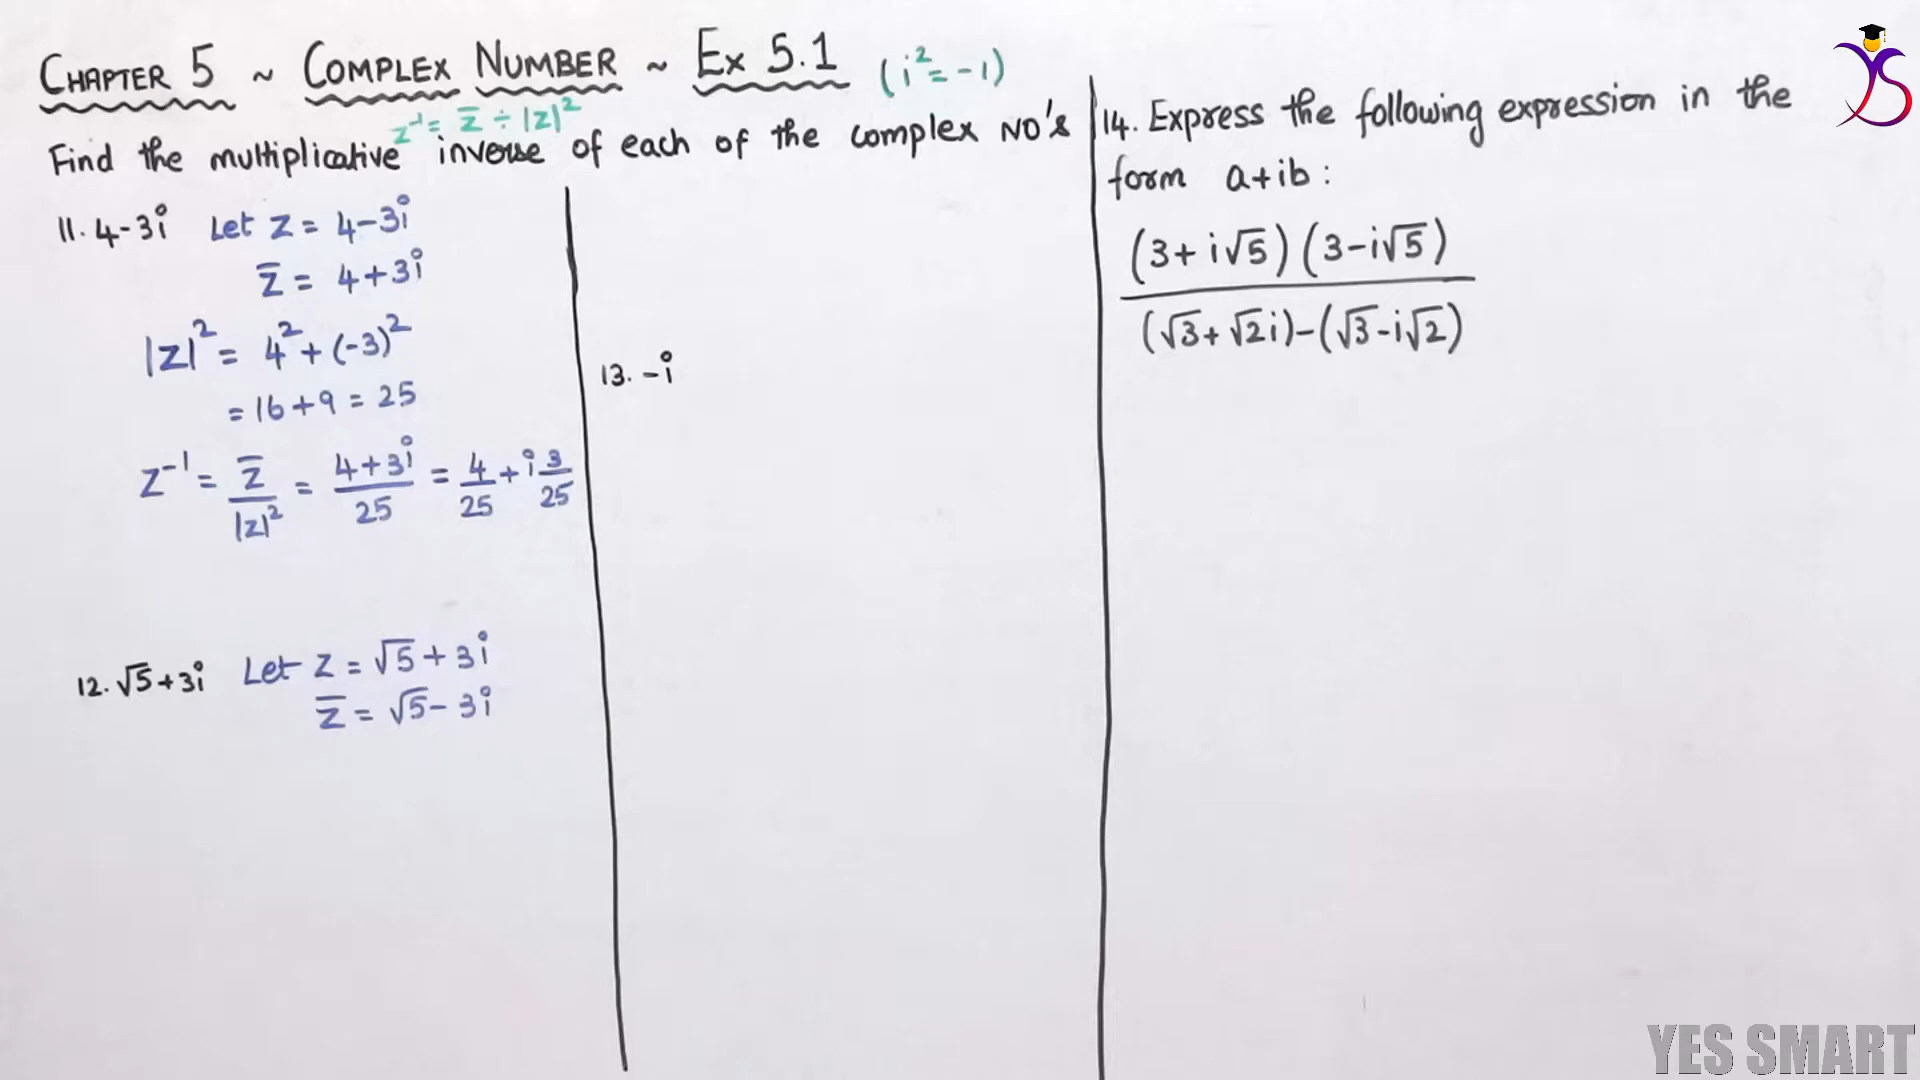 CHAPTER 5 ~ COMPLEX NUMBER ~ Ex 5.1 (i² = -1)
z⁻¹ = z̅ ÷ |z|²
Find the multiplicative inverse of each of the complex NO's
11. 4-3i Let z = 4-3i
z̅ = 4+3i
|z|² = 4² + (-3)²
= 16+9 = 25
z⁻¹ = z̅/|z|² = (4+3i)/25 = 4/25 + i 3/25
12. √5+3i Let z = √5+3i
z̅ = √5-3i
13. -i
14. Express the following expression in the
form a+ib:
(3+i√5)(3-i√5)
(√3+√2i)-(√3-i√2)
YS
YES SMART